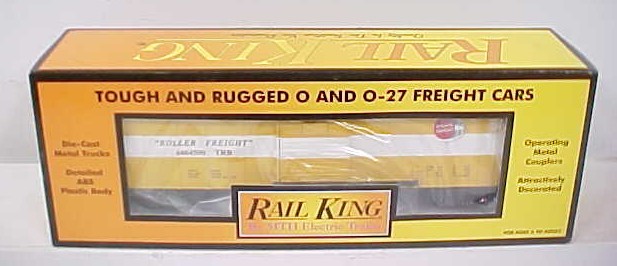 RAIL KING
TOUGH AND RUGGED O AND O-27 FREIGHT CARS
Die-Cast
Metal Trucks
Detailed
ABS
Plastic Body
"ROLLER FREIGHT"
Operating
Metal
Couplers
Attractively
Decorated
RAIL KING
By MTH Electric Trains